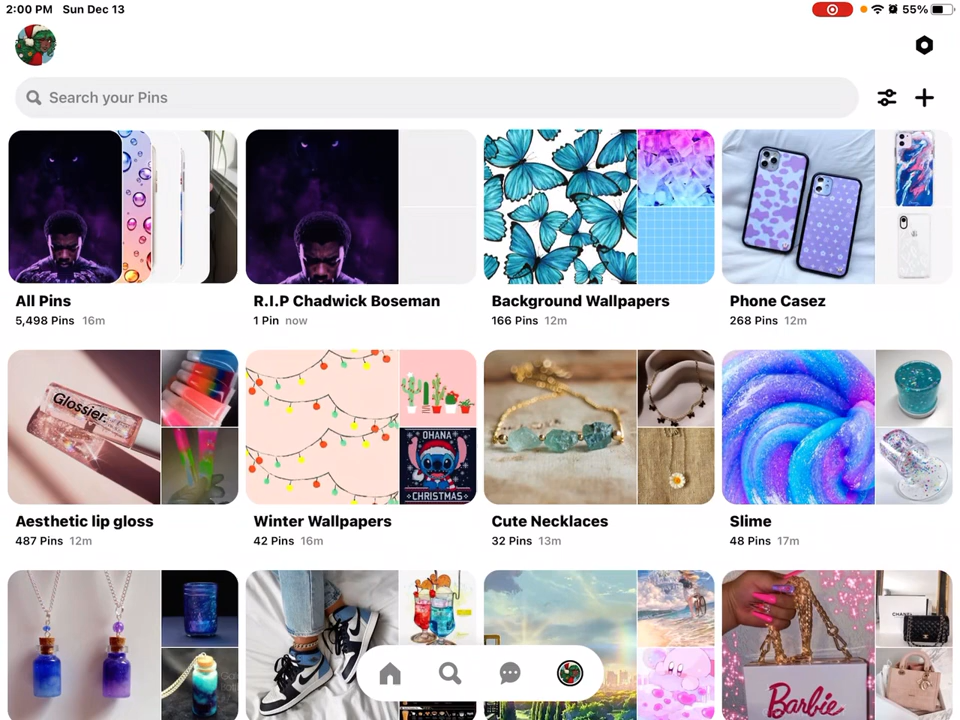 2:00 PM Sun Dec 13
55%
Search your Pins
All Pins
5,498 Pins 16m
R.I.P Chadwick Boseman
1 Pin now
Background Wallpapers
166 Pins 12m
Phone Casez
268 Pins 12m
Glossier.
OHANA
CHRISTMAS
Aesthetic lip gloss
487 Pins 12m
Winter Wallpapers
42 Pins 16m
Cute Necklaces
32 Pins 13m
Slime
48 Pins 17m
CHANEL
Barbie